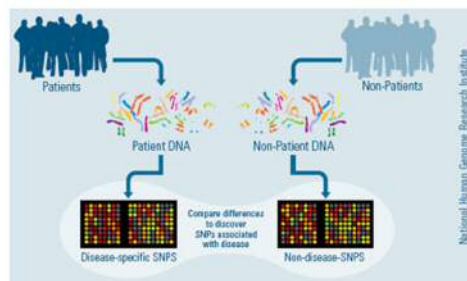 Patients
Non-Patients
Patient DNA
Non-Patient DNA
Compare differences
to discover
SNPs associated
with disease
Disease-specific SNPS
Non-disease-SNPS
National Human Genome Research Institute